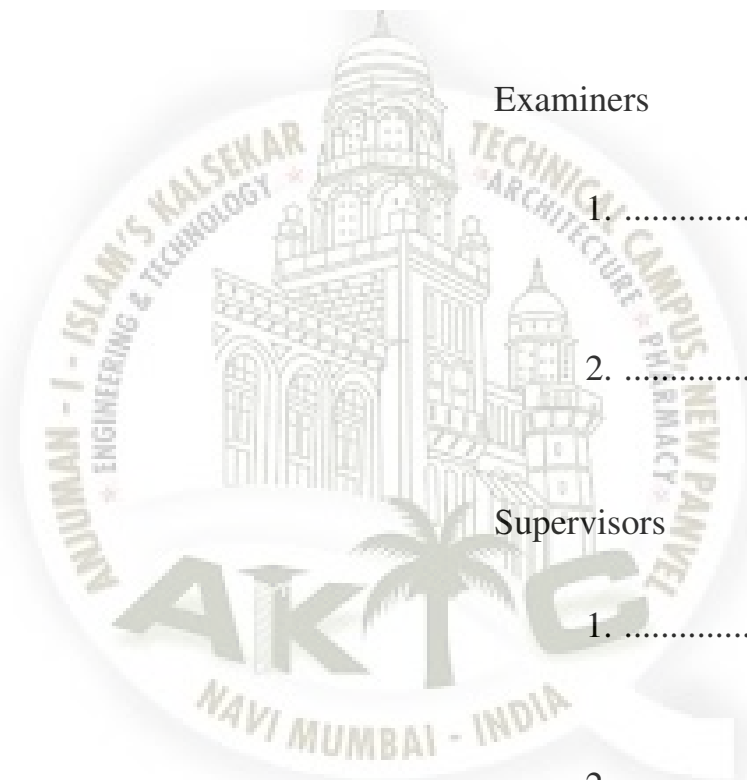 Examiners
1. ...............
2. ...............
Supervisors
1. ...............
2.
ANJUMAN - I - ISLAM'S KALSEKAR TECHNICAL CAMPUS NEW PANVEL
ENGINEERING & TECHNOLOGY * ARCHITECTURE * PHARMACY *
AKTC
NAVI MUMBAI - INDIA